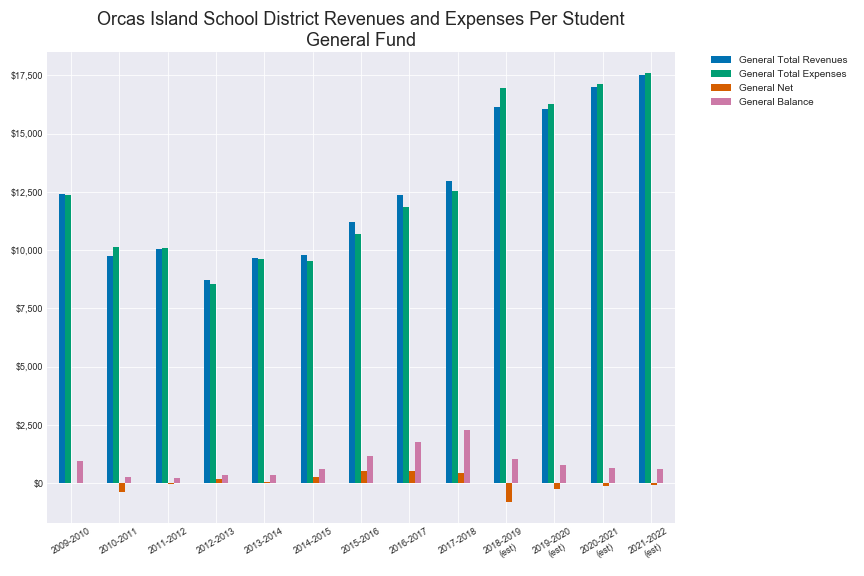 Orcas Island School District Revenues and Expenses Per Student
General Fund
General Total Revenues
General Total Expenses
General Net
General Balance
$17,500
$15,000
$12,500
$10,000
$7,500
$5,000
$2,500
$0
2009-2010
2010-2011
2011-2012
2012-2013
2013-2014
2014-2015
2015-2016
2016-2017
2017-2018
2018-2019
(est)
2019-2020
(est)
2020-2021
(est)
2021-2022
(est)